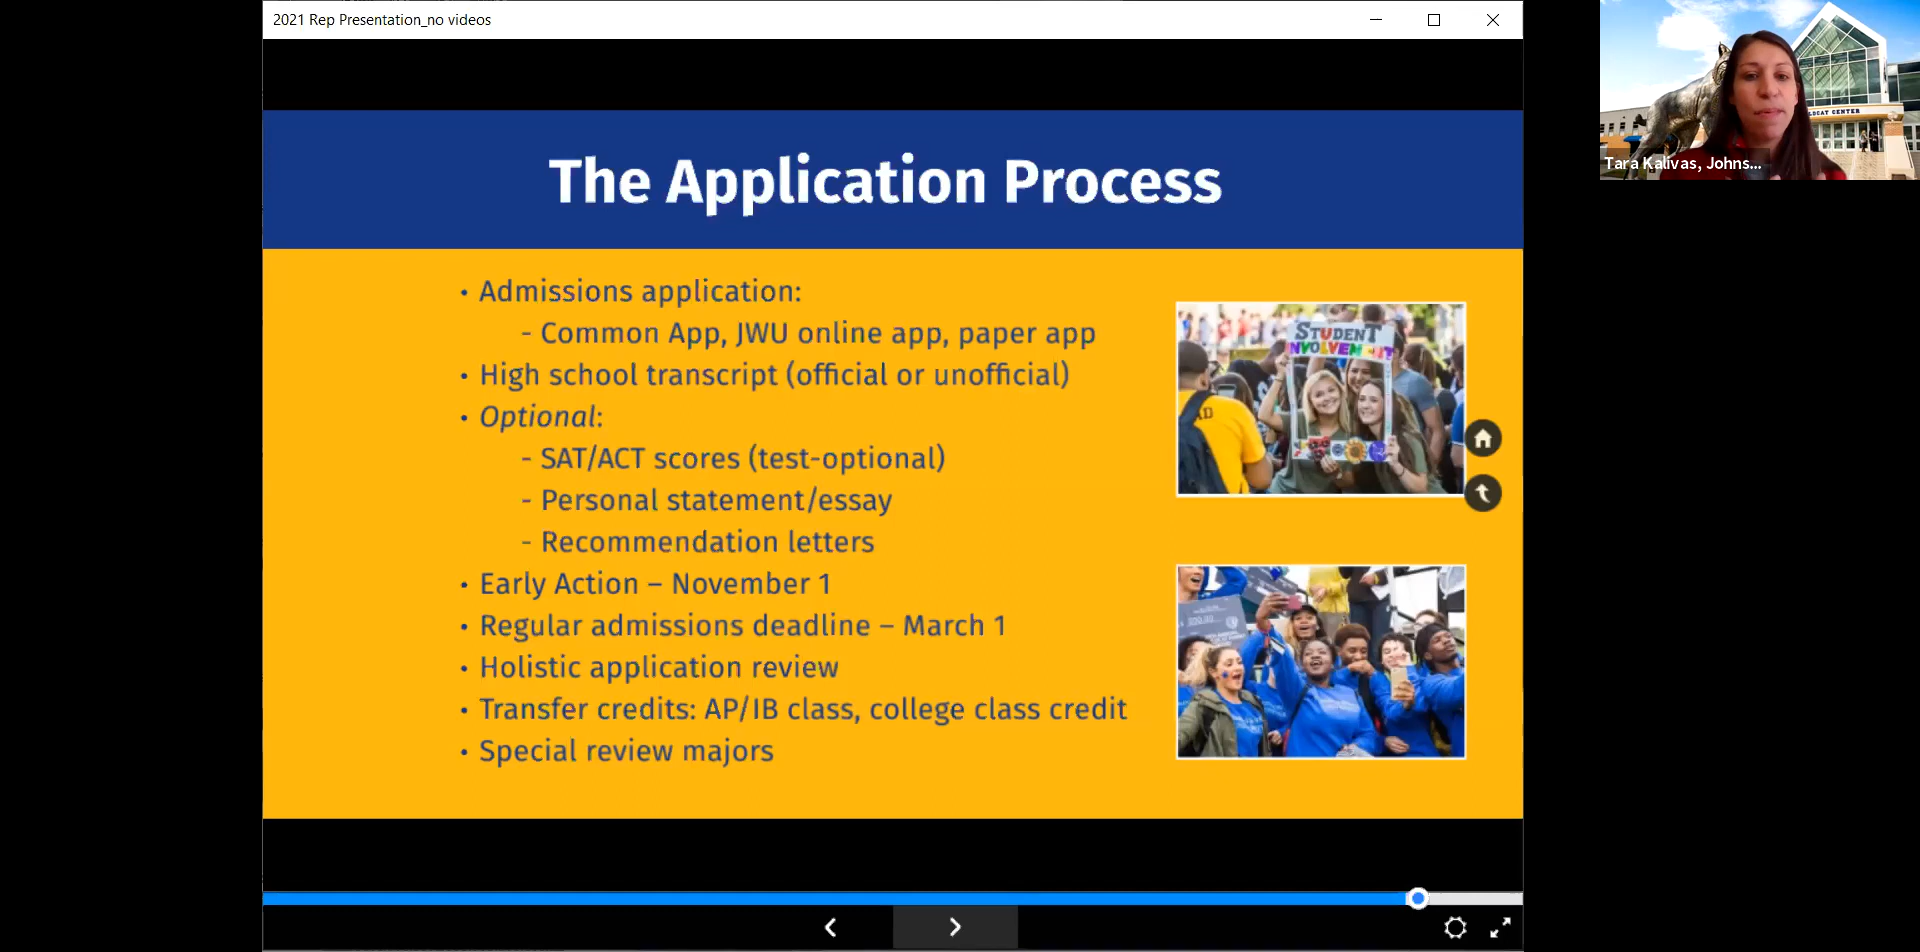 2021 Rep Presentation_no videos
The Application Process
• Admissions application:
- Common App, JWU online app, paper app
• High school transcript (official or unofficial)
• Optional:
- SAT/ACT scores (test-optional)
- Personal statement/essay
- Recommendation letters
• Early Action – November 1
• Regular admissions deadline – March 1
• Holistic application review
• Transfer credits: AP/IB class, college class credit
• Special review majors
STUDENT
NVOLVEMENT
LDCAT CENTER
Tara Kalivas, Johns...